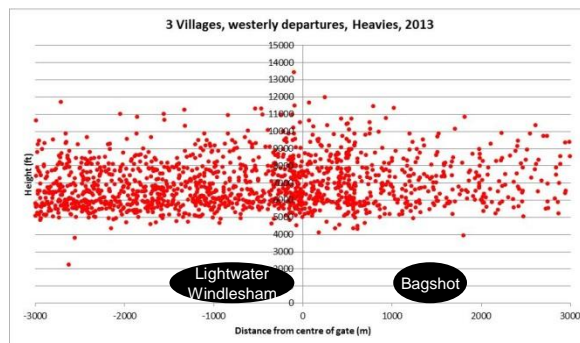 3 Villages, westerly departures, Heavies, 2013
15000
14000
13000
12000
11000
10000
9000
8000
7000
6000
5000
4000
3000
2000
1000
0
Height (ft)
Lightwater
Windlesham
Bagshot
-3000 -2000 -1000 0 1000 2000 3000
Distance from centre of gate (m)